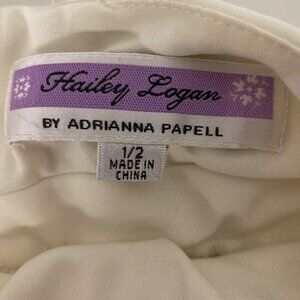 Hailey Logan
BY ADRIANNA PAPELL
1/2
MADE IN
CHINA